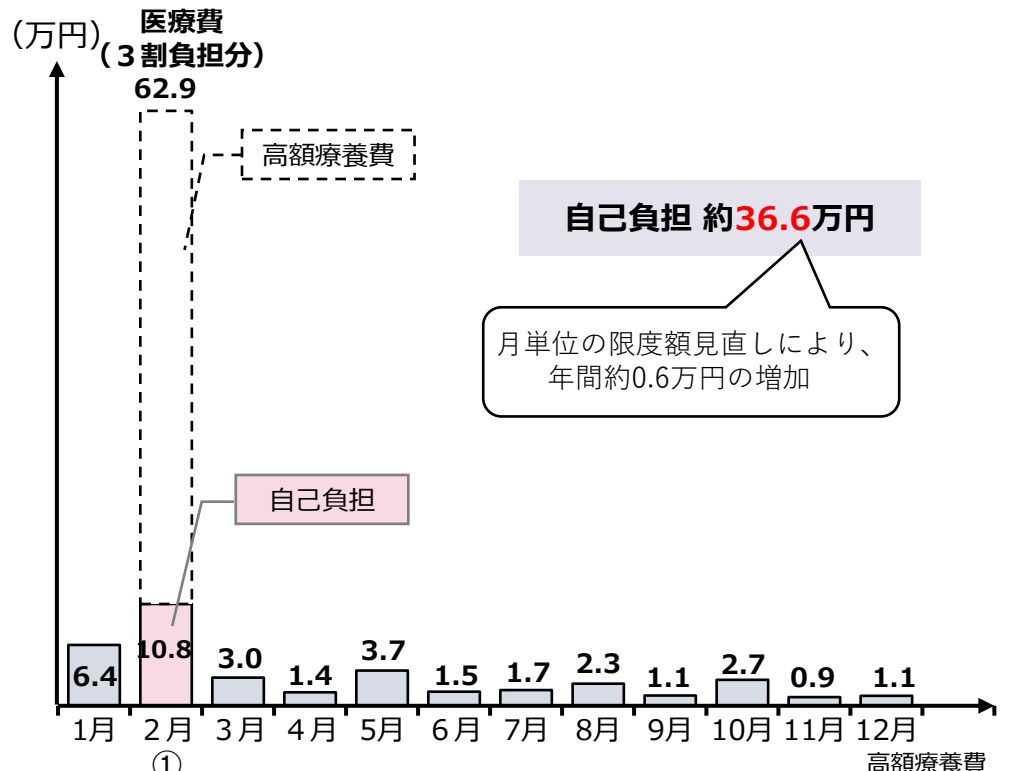 （万円）
医療費
（３割負担分）
62.9
高額療養費
自己負担 約36.6万円
月単位の限度額見直しにより、
年間約0.6万円の増加
自己負担
6.4
10.8
3.0
1.4
3.7
1.5
1.7
2.3
1.1
2.7
0.9
1.1
1月 ２月 ３月 ４月 5月 ６月 7月 8月 9月 10月 11月 12月
①
高額療養費